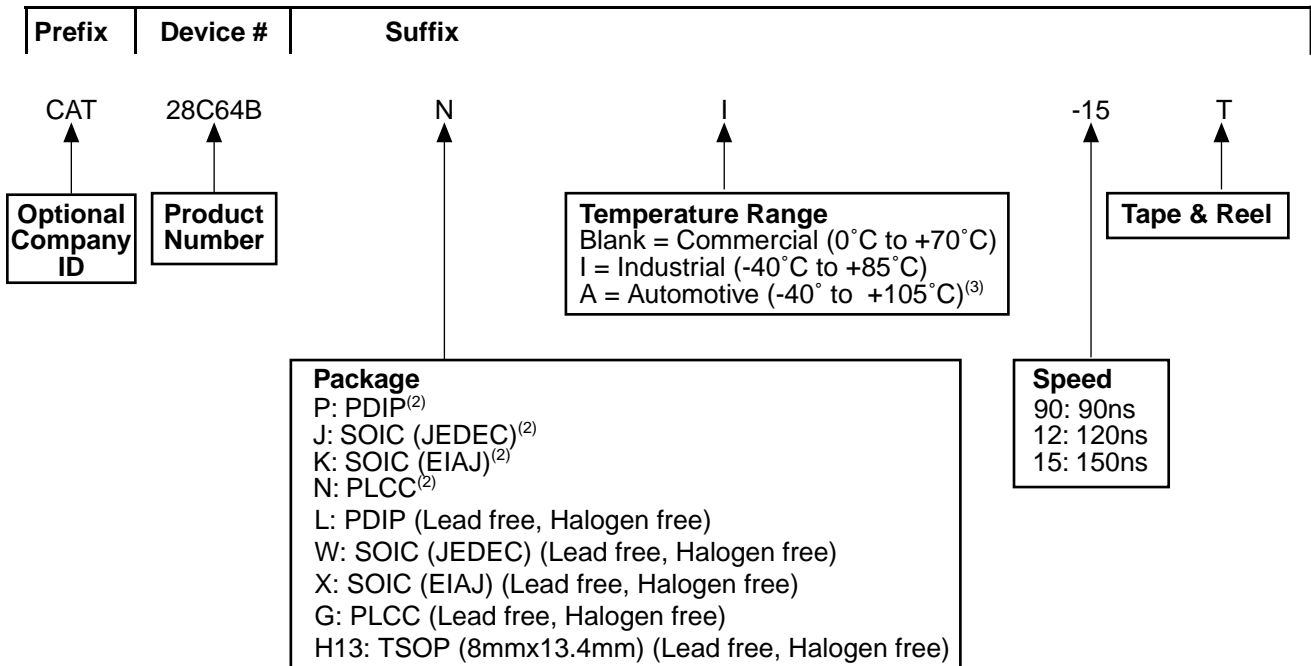 Prefix Device # Suffix
CAT 28C64B N I -15 T
Optional
Company
ID
Product
Number
Temperature Range
Blank = Commercial (0˚C to +70˚C)
I = Industrial (-40˚C to +85˚C)
A = Automotive (-40˚ to +105˚C)(3)
Tape & Reel
Package
P: PDIP(2)
J: SOIC (JEDEC)(2)
K: SOIC (EIAJ)(2)
N: PLCC(2)
L: PDIP (Lead free, Halogen free)
W: SOIC (JEDEC) (Lead free, Halogen free)
X: SOIC (EIAJ) (Lead free, Halogen free)
G: PLCC (Lead free, Halogen free)
H13: TSOP (8mmx13.4mm) (Lead free, Halogen free)
Speed
90: 90ns
12: 120ns
15: 150ns